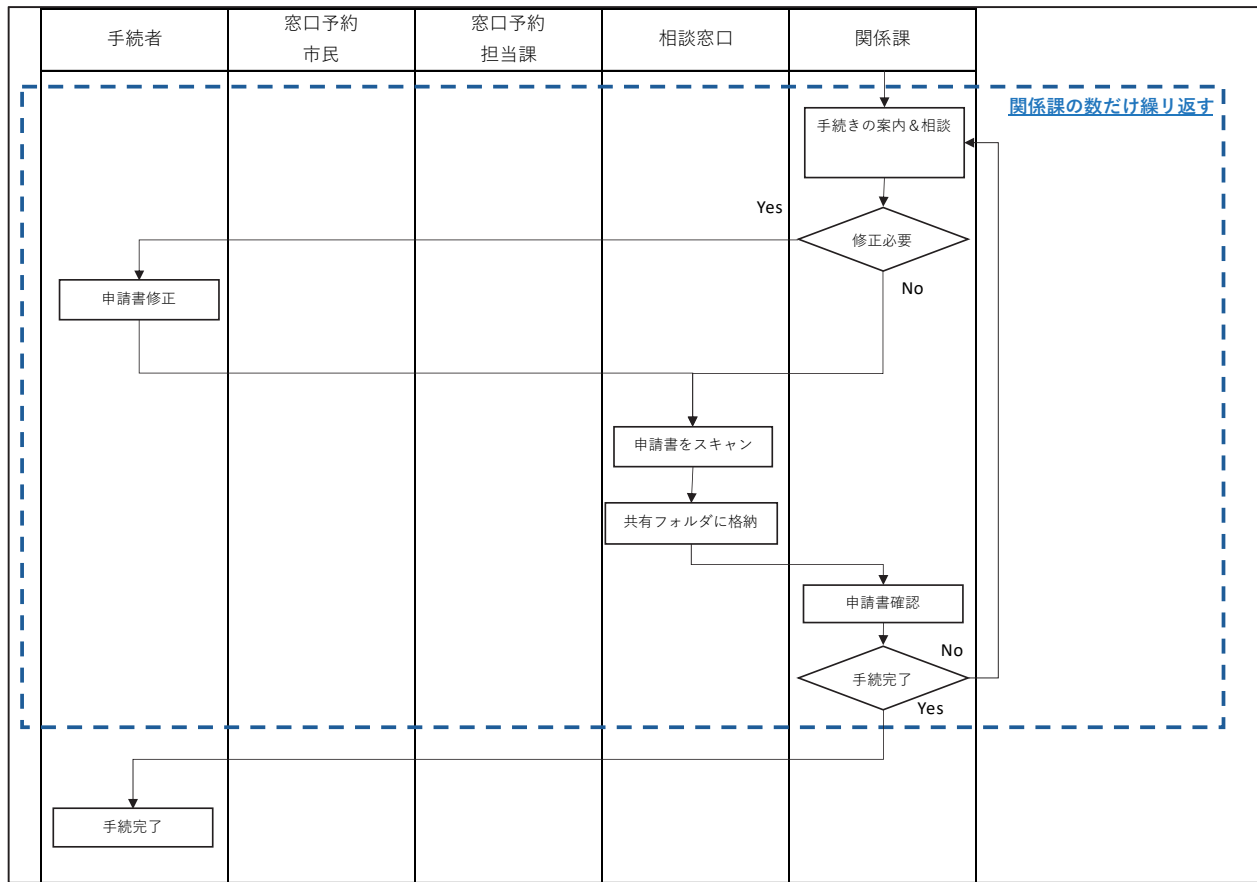 手続者
窓口予約
市民
窓口予約
担当課
相談窓口
関係課
関係課の数だけ繰り返す
手続きの案内＆相談
Yes
修正必要
申請書修正
No
申請書をスキャン
共有フォルダに格納
申請書確認
No
手続完了
Yes
手続完了